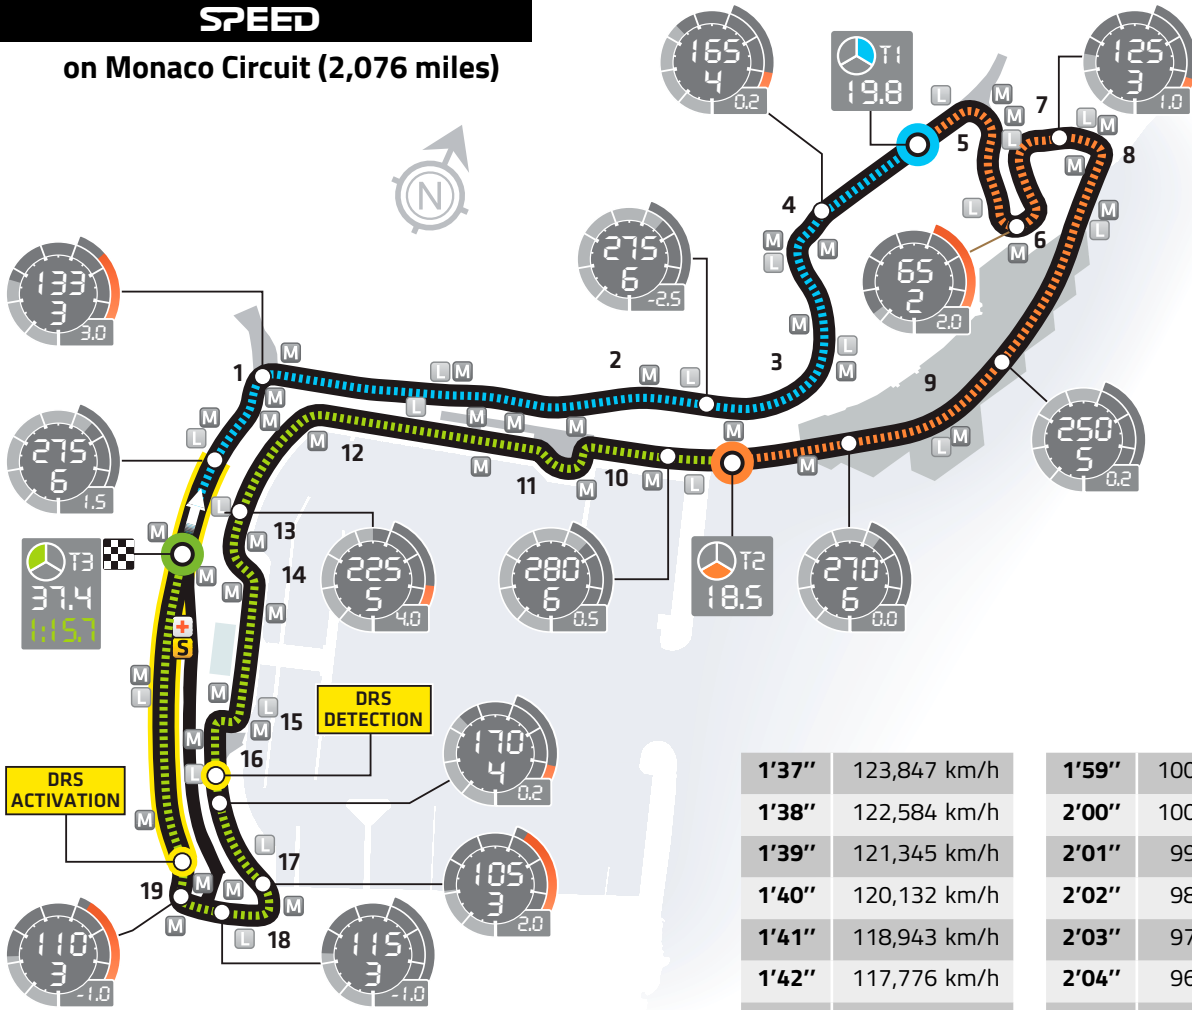 SPEED
on Monaco Circuit (2,076 miles)
165
4
0.2
T1
19.8
125
3
1.0
L
M
M
L
5
7
L
M
8
M
N
4
L
6
M
M
L
M
M
L
65
2
2.0
275
6
-2.5
133
3
3.0
M
2
M
L
3
L
M
9
1
M
L
M
M
M
L
M
M
M
M
12
M
M
11
M
10
M
L
M
L
M
250
5
0.2
275
6
1.5
M
L
L
13
M
M
14
M
M
M
225
5
4.0
280
6
0.5
T2
18.5
270
6
0.0
T3
37.4
1:15.7
+
S
M
L
M
L
M
15
M
L
16
DRS
DETECTION
170
4
0.2
DRS
ACTIVATION
M
L
17
105
3
2.0
19
M
M
M
M
L
18
110
3
-1.0
115
3
-1.0
1'37'' 123,847 km/h
1'38'' 122,584 km/h
1'39'' 121,345 km/h
1'40'' 120,132 km/h
1'41'' 118,943 km/h
1'42'' 117,776 km/h
1'59'' 100
2'00'' 100
2'01'' 99
2'02'' 98
2'03'' 97
2'04'' 96